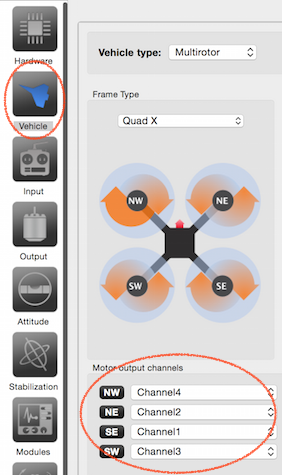 Hardware
Vehicle
Input
Output
Attitude
Stabilization
Modules
Vehicle type: Multirotor
Frame Type
Quad X
NW NE
SW SE
Motor output channels
NW Channel4
NE Channel2
SE Channel1
SW Channel3